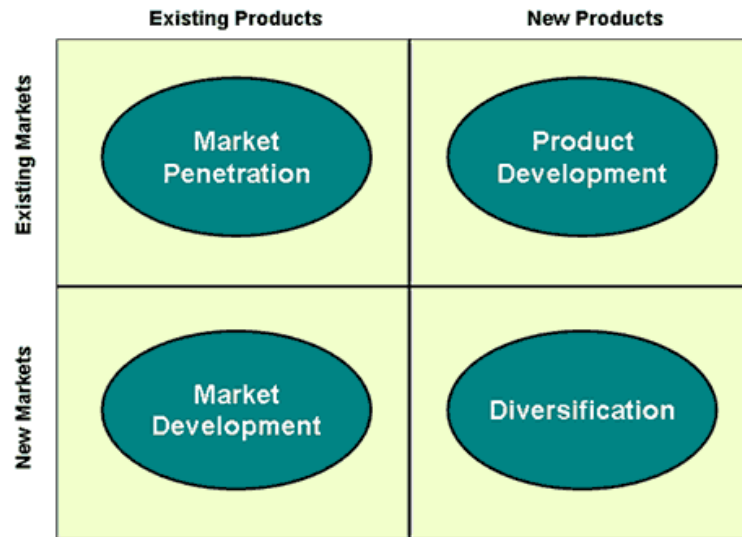 Existing Products
New Products
Existing Markets
Market
Penetration
Product
Development
New Markets
Market
Development
Diversification